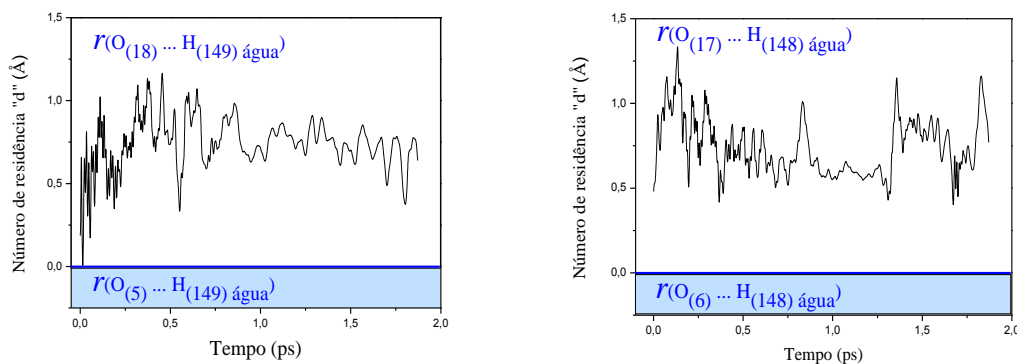 1,5
1,0
0,5
0,0
Número de residência "d" (Å)
r(O(18) ... H(149) água)
r(O(5) ... H(149) água)
0,0 0,5 1,0 1,5 2,0
Tempo (ps)
1,5
1,0
0,5
0,0
Número de residência "d" (Å)
r(O(17) ... H(148) água)
r(O(6) ... H(148) água)
0,0 0,5 1,0 1,5 2,0
Tempo (ps)